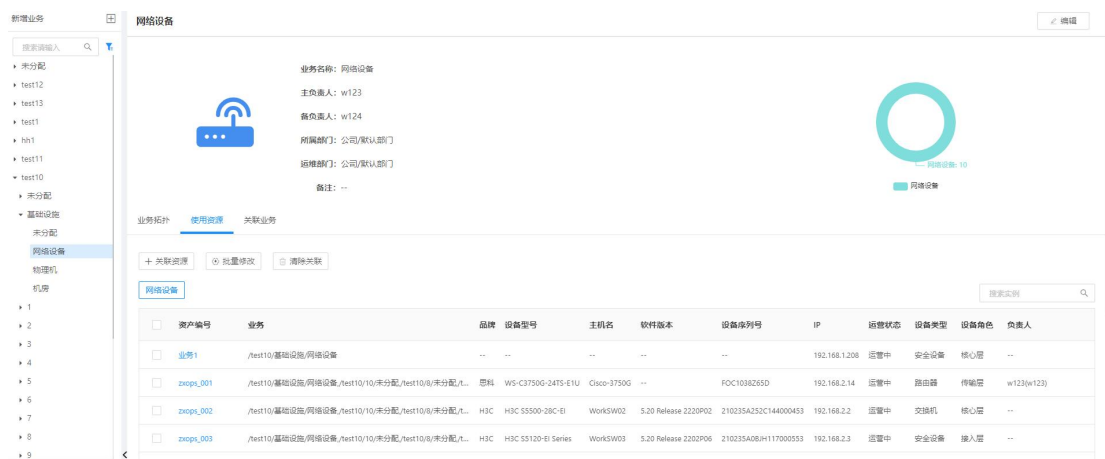 新增业务
搜索请输入
未分配
test12
test13
test1
hh1
test11
test10
未分配
基础设施
未分配
网络设备
物理机
机房
1
2
3
4
5
6
7
8
9
网络设备
编辑
业务名称: 网络设备
主负责人: w123
备负责人: w124
所属部门: 公司/默认部门
运维部门: 公司/默认部门
备注: --
网络设备: 10
网络设备
业务拓扑 使用资源 关联业务
关联资源 批量修改 清除关联
网络设备 搜索实例
资产编号 业务 品牌 设备型号 主机名 软件版本 设备序列号 IP 运营状态 设备类型 设备角色 负责人
业务1 /test10/基础设施/网络设备 -- -- -- -- -- 192.168.1.208 运营中 安全设备 核心层 --
zxops_001 /test10/基础设施/网络设备,/test10/10/未分配,/test10/8/未分配,/t... 思科 WS-C3750G-24TS-E1U Cisco-3750G -- FOC1038Z65D 192.168.2.14 运营中 路由器 传输层 w123(w123)
zxops_002 /test10/基础设施/网络设备,/test10/10/未分配,/test10/8/未分配,/t... H3C H3C S5500-28C-EI WorkSW02 5.20 Release 2220P02 210235A252C144000453 192.168.2.2 运营中 交换机 核心层 --
zxops_003 /test10/基础设施/网络设备,/test10/10/未分配,/test10/8/未分配,/t... H3C H3C S5120-EI Series WorkSW03 5.20 Release 2220P06 210235A0BJH117000553 192.168.2.3 运营中 安全设备 接入层 --